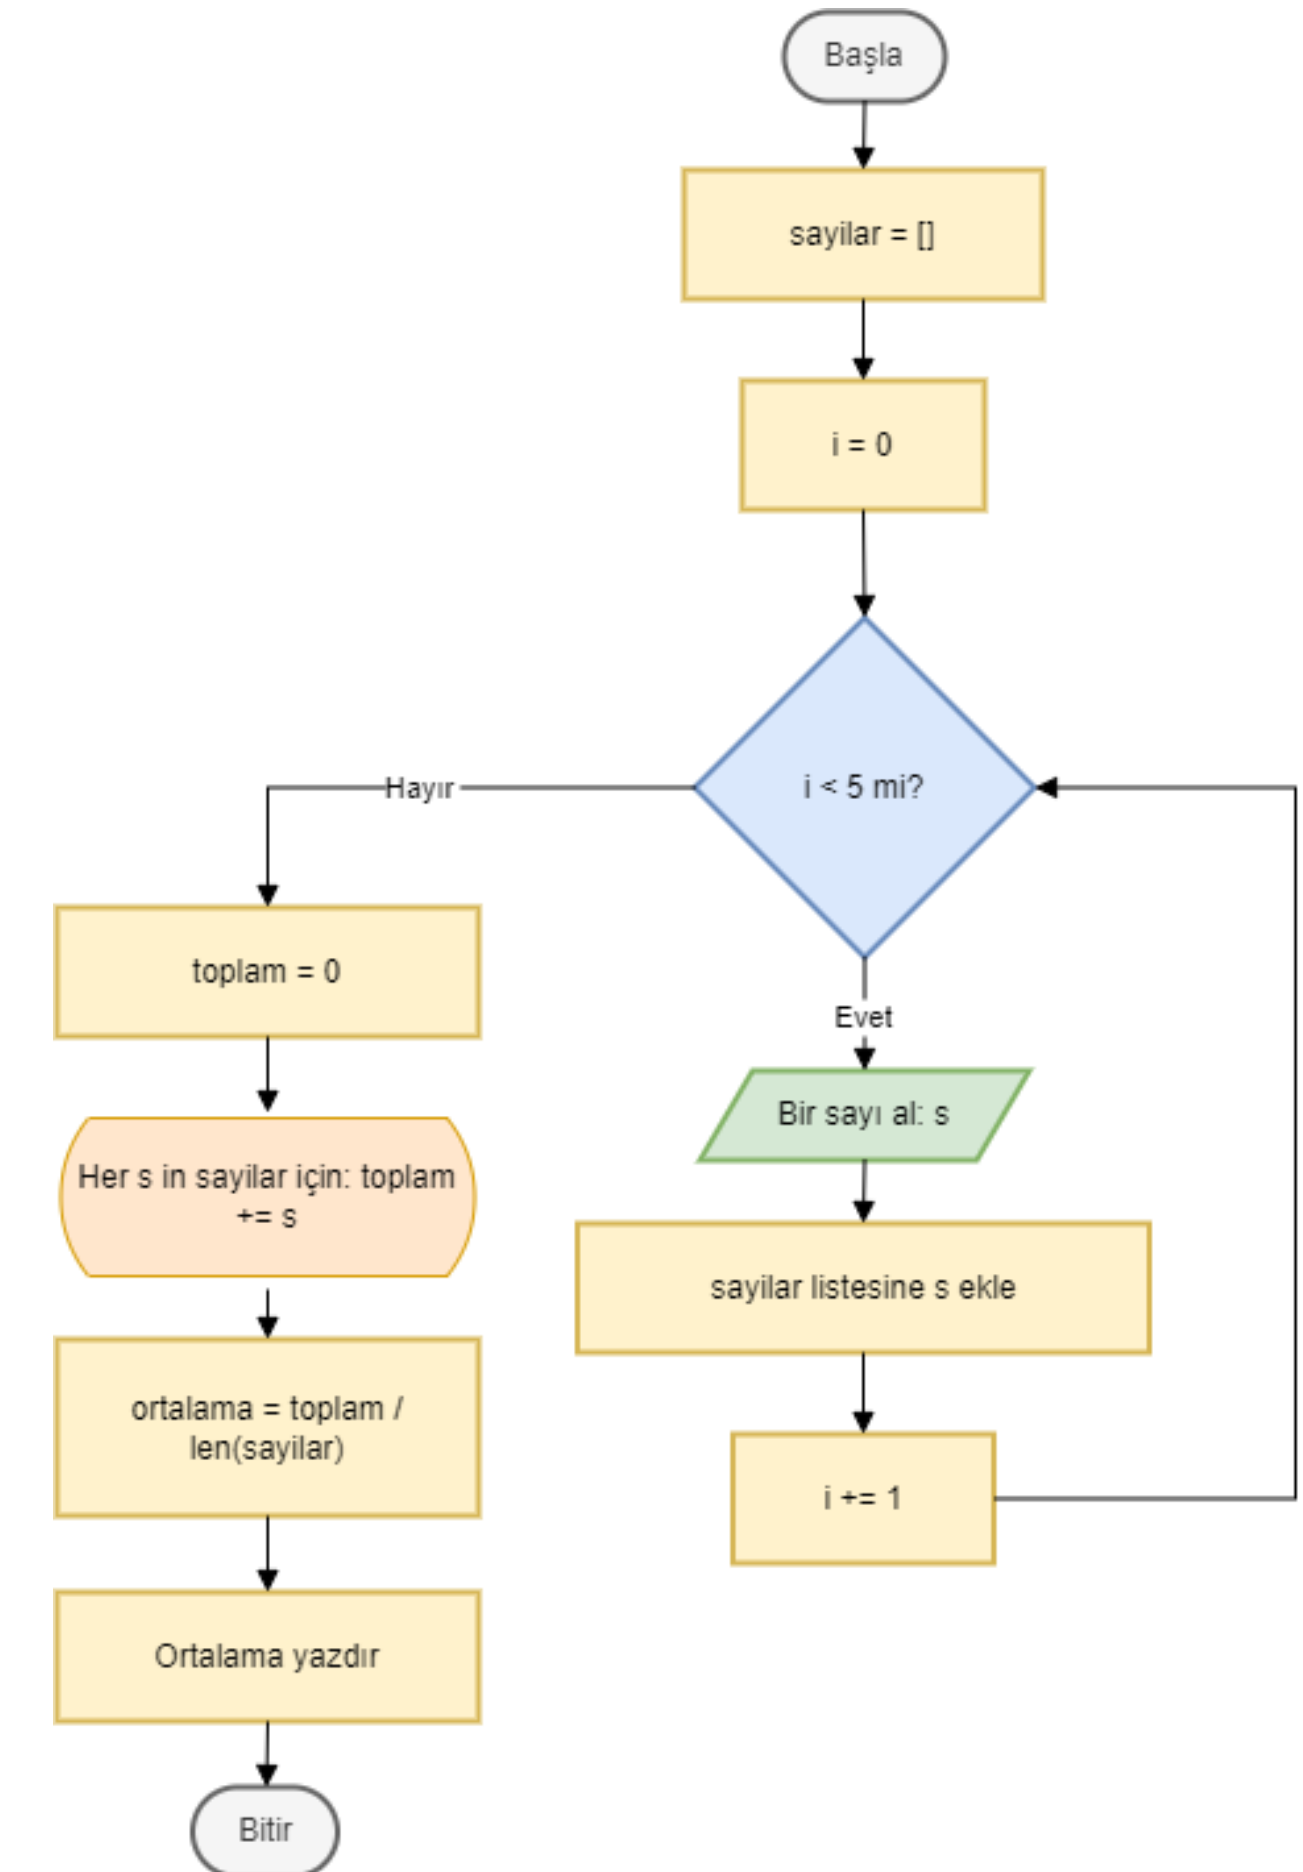 Başla
sayilar = []
i = 0
i < 5 mi?
Hayır
Evet
Bir sayı al: s
sayilar listesine s ekle
i += 1
toplam = 0
Her s in sayilar için: toplam
+= s
ortalama = toplam /
len(sayilar)
Ortalama yazdır
Bitir